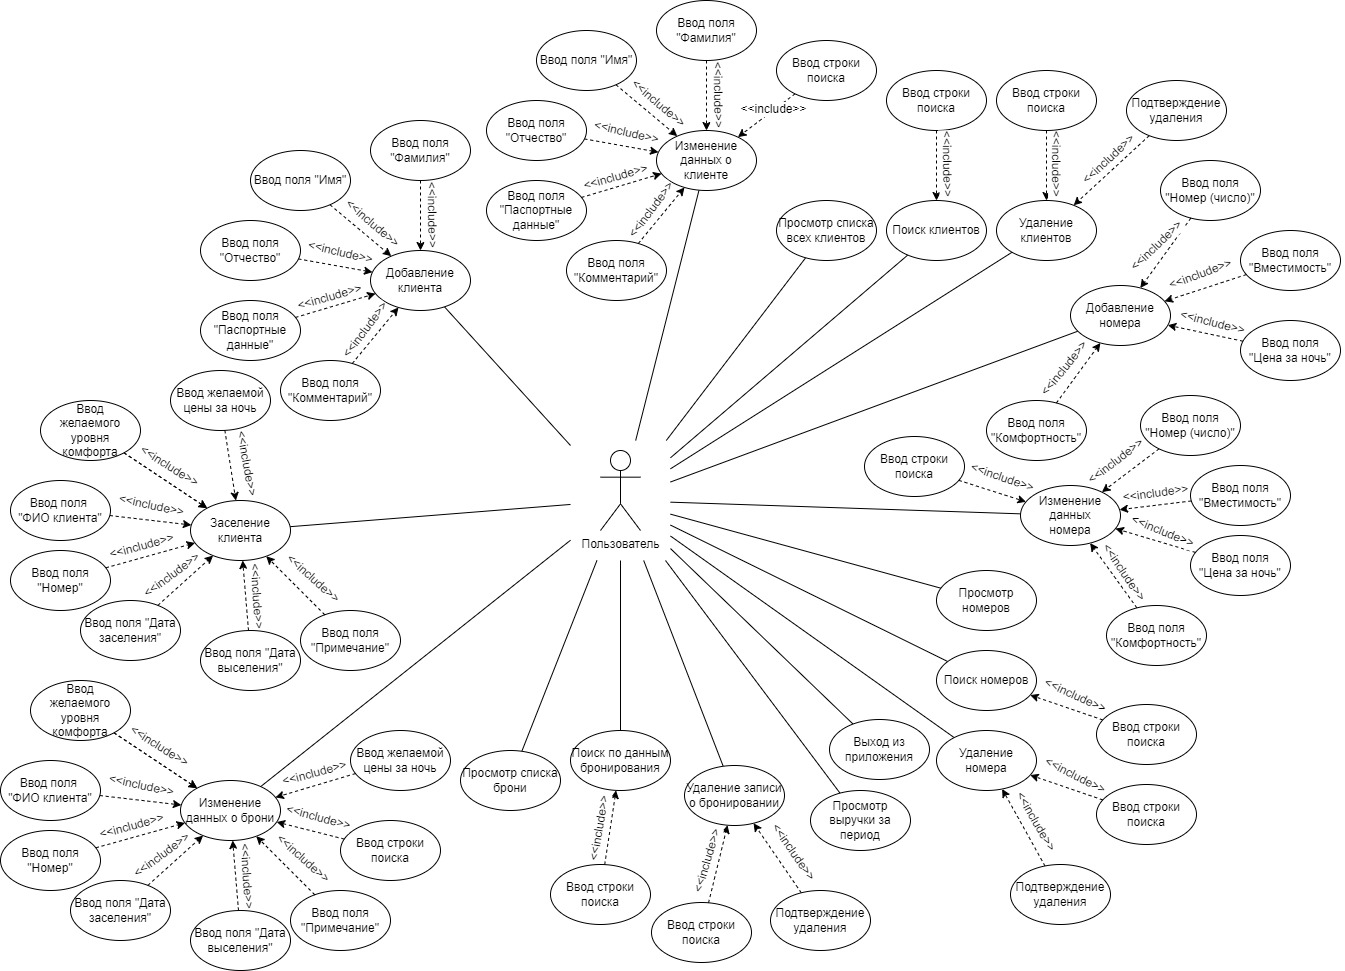 Ввод поля
"Фамилия"
<<include>>
Ввод поля "Имя"
<<include>>
Ввод строки
поиска
<<include>>
Ввод поля
"Отчество"
<<include>>
Ввод поля
"Паспортные
данные"
<<include>>
Ввод поля
"Комментарий"
<<include>>
Изменение
данных о
клиенте
Ввод поля
"Фамилия"
<<include>>
Ввод поля "Имя"
<<include>>
Ввод поля
"Отчество"
<<include>>
Ввод поля
"Паспортные
данные"
<<include>>
Ввод поля
"Комментарий"
<<include>>
Добавление
клиента
Просмотр списка
всех клиентов
Ввод строки
поиска
<<include>>
Поиск клиентов
Ввод строки
поиска
<<include>>
Подтверждение
удаления
<<include>>
Удаление
клиентов
Ввод поля
"Номер (число)"
<<include>>
Ввод поля
"Вместимость"
<<include>>
Ввод поля
"Цена за ночь"
<<include>>
Ввод поля
"Комфортность"
<<include>>
Добавление
номера
Ввод желаемой
цены за ночь
<<include>>
Ввод
желаемого
уровня
комфорта
<<include>>
Ввод поля
"ФИО клиента"
<<include>>
Ввод поля
"Номер"
<<include>>
Ввод поля "Дата
заселения"
<<include>>
Ввод поля "Дата
выселения"
<<include>>
Ввод поля
"Примечание"
<<include>>
Заселение
клиента
Пользователь
Ввод строки
поиска
<<include>>
Ввод поля
"Номер (число)"
<<include>>
Ввод поля
"Вместимость"
<<include>>
Ввод поля
"Цена за ночь"
<<include>>
Ввод поля
"Комфортность"
<<include>>
Изменение
данных
номера
Просмотр
номеров
Поиск номеров
<<include>>
Ввод строки
поиска
Удаление
номера
<<include>>
Ввод строки
поиска
<<include>>
Подтверждение
удаления
Ввод
желаемого
уровня
комфорта
<<include>>
Ввод желаемой
цены за ночь
<<include>>
Ввод поля
"ФИО клиента"
<<include>>
Ввод поля
"Номер"
<<include>>
Ввод поля "Дата
заселения"
<<include>>
Ввод поля "Дата
выселения"
<<include>>
Ввод поля
"Примечание"
<<include>>
Ввод строки
поиска
<<include>>
Изменение
данных о брони
Просмотр списка
брони
Поиск по данным
бронирования
<<include>>
Ввод строки
поиска
Удаление записи
о бронировании
<<include>>
Ввод строки
поиска
<<include>>
Подтверждение
удаления
Просмотр
выручки за
период
Выход из
приложения